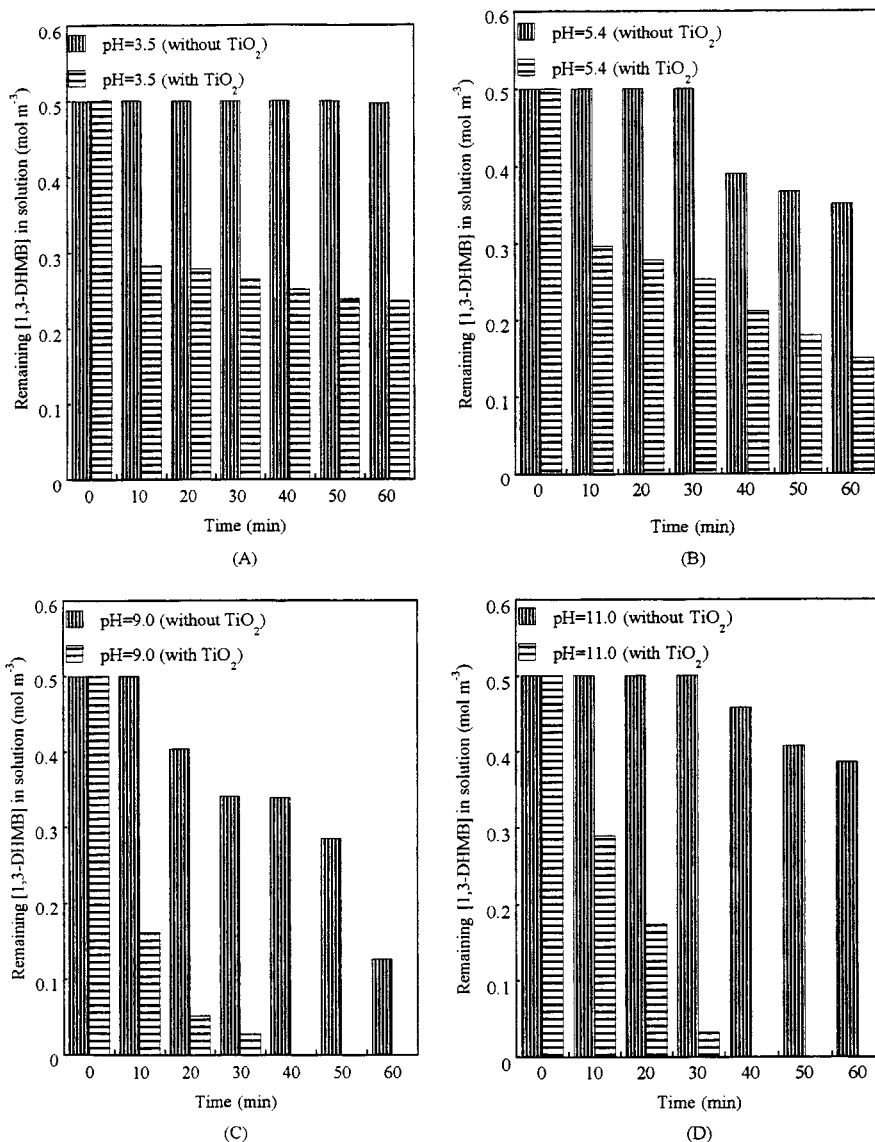 0.6
pH=3.5 (without TiO2)
pH=3.5 (with TiO2)
0.5
0.4
0.3
0.2
0.1
0
Remaining [1,3-DHMB] in solution (mol m-3)
0 10 20 30 40 50 60
Time (min)
(A)
0.6
pH=5.4 (without TiO2)
pH=5.4 (with TiO2)
0.5
0.4
0.3
0.2
0.1
0
Remaining [1,3-DHMB] in solution (mol m-3)
0 10 20 30 40 50 60
Time (min)
(B)
0.6
pH=9.0 (without TiO2)
pH=9.0 (with TiO2)
0.5
0.4
0.3
0.2
0.1
0
Remaining [1,3-DHMB] in solution (mol m-3)
0 10 20 30 40 50 60
Time (min)
(C)
0.6
pH=11.0 (without TiO2)
pH=11.0 (with TiO2)
0.5
0.4
0.3
0.2
0.1
0
Remaining [1,3-DHMB] in solution (mol m-3)
0 10 20 30 40 50 60
Time (min)
(D)